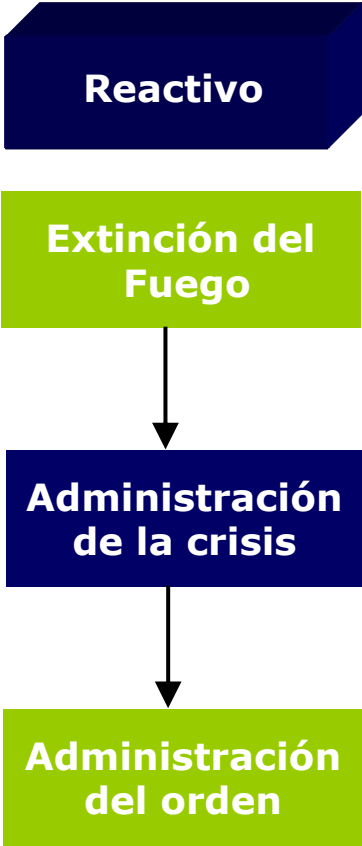 Reactivo
Extinción del
Fuego
Administración
de la crisis
Administración
del orden